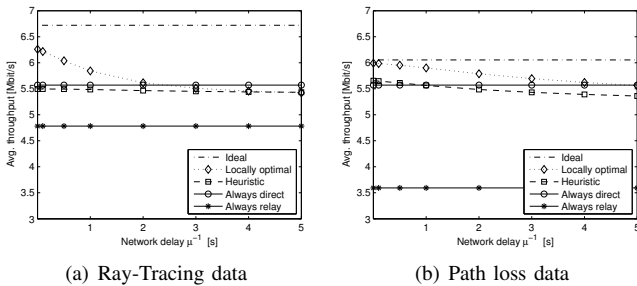 7
6.5
6
5.5
5
4.5
4
3.5
3
Avg. throughput [Mbit/s]
Ideal
Locally optimal
Heuristic
Always direct
Always relay
1 2 3 4 5
Network delay μ⁻¹ [s]
(a) Ray-Tracing data
7
6.5
6
5.5
5
4.5
4
3.5
3
Avg. throughput [Mbit/s]
Ideal
Locally optimal
Heuristic
Always direct
Always relay
1 2 3 4 5
Network delay μ⁻¹ [s]
(b) Path loss data